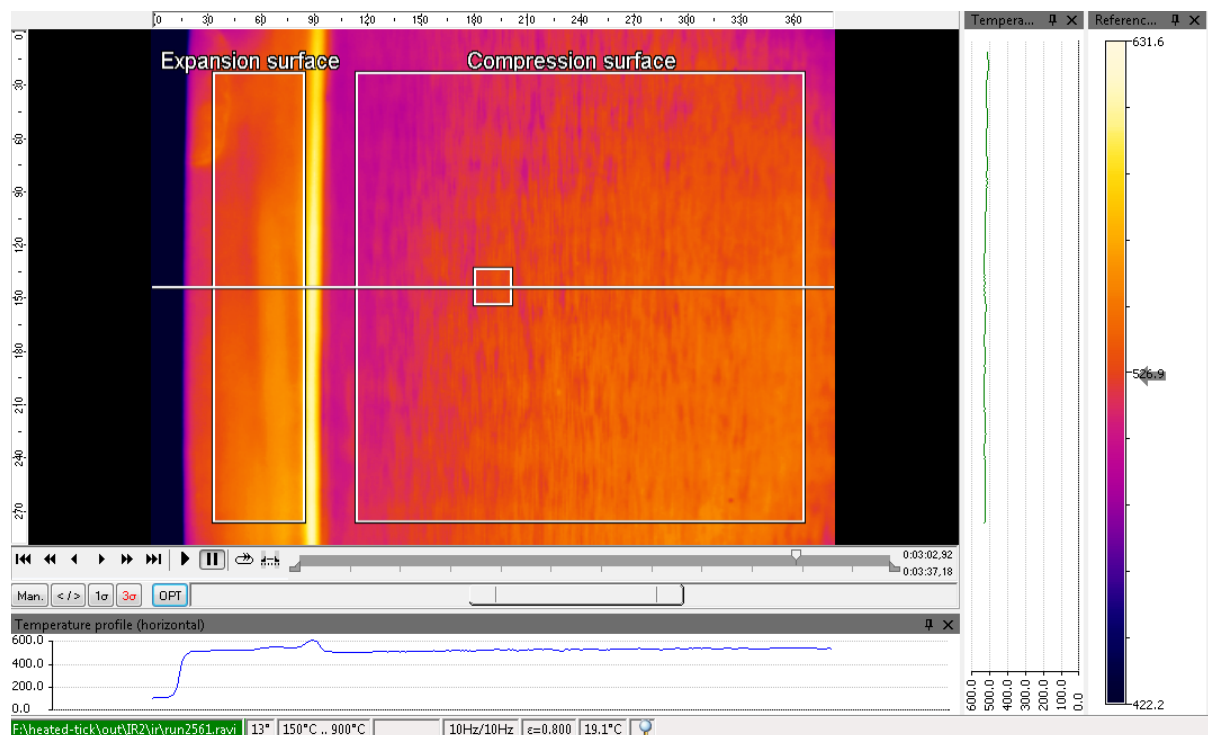 0 30 60 90 120 150 180 210 240 270 300 330 360
Tempera...
Referenc...
0
30
60
90
120
150
180
210
240
270
Expansion surface
Compression surface
631.6
526.9
422.2
600.0 500.0 400.0 300.0 200.0 100.0 0.0
0:03:02,92
0:03:37,18
Man. </> 1σ 3σ OPT
Temperature profile (horizontal)
600.0
400.0
200.0
0.0
F:\heated-tick\out\IR2\ir\run2561.ravi 13° 150°C .. 900°C 10Hz/10Hz ε=0.800 19.1°C